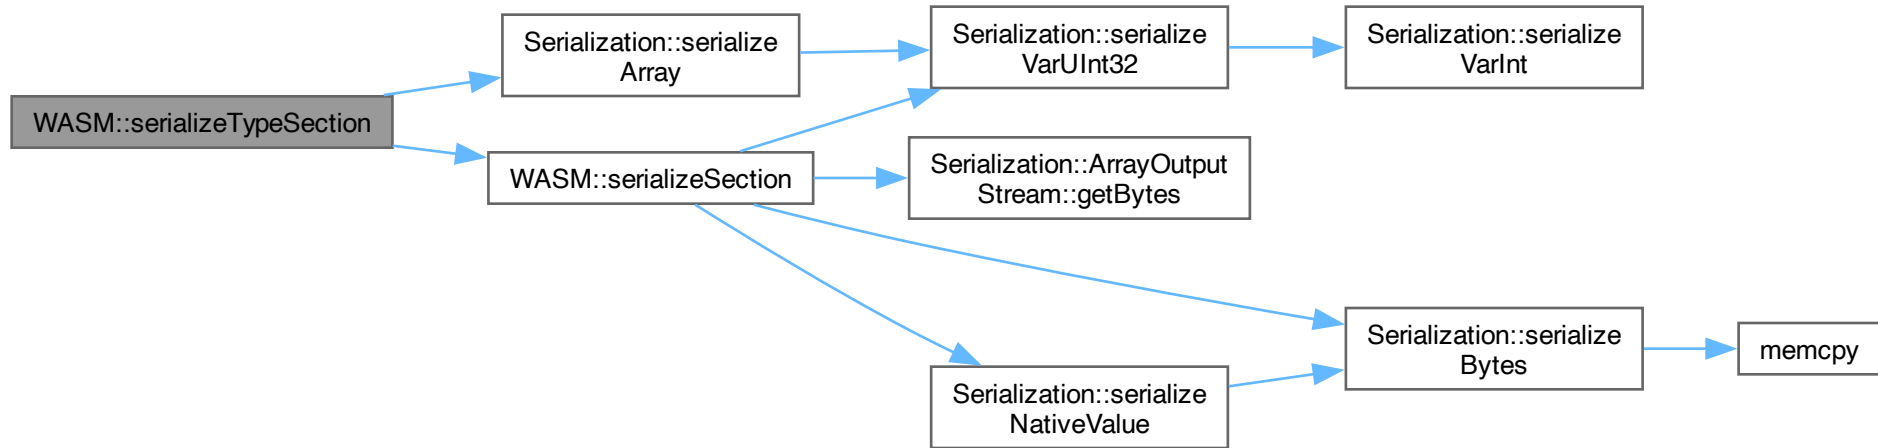 WASM::serializeTypeSection
Serialization::serialize
Array
WASM::serializeSection
Serialization::serialize
VarUInt32
Serialization::ArrayOutput
Stream::getBytes
Serialization::serialize
NativeValue
Serialization::serialize
VarInt
Serialization::serialize
Bytes
memcpy